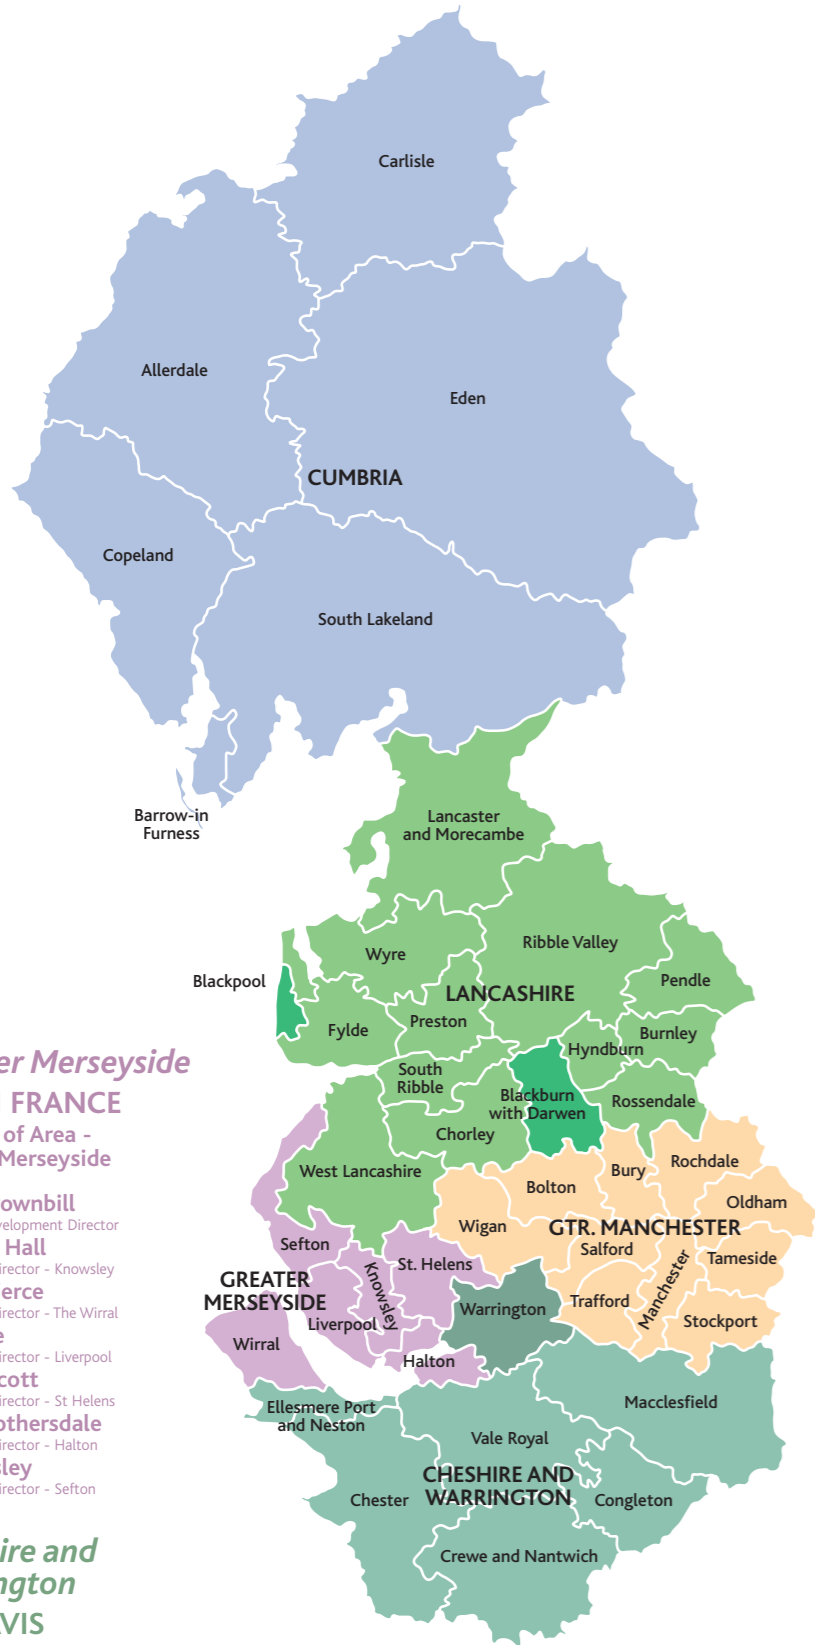 Carlisle
Allerdale
Eden
CUMBRIA
Copeland
South Lakeland
Barrow-in
Furness
Lancaster
and Morecambe
Wyre
Ribble Valley
Blackpool
Pendle
LANCASHIRE
Fylde
Preston
Burnley
Hyndburn
South
Ribble
Blackburn
with Darwen
Rossendale
Chorley
West Lancashire
Rochdale
Bury
Bolton
Oldham
Wigan
GTR. MANCHESTER
Salford
Tameside
Manchester
Trafford
Stockport
Sefton
St. Helens
Knowsley
GREATER
MERSEYSIDE
Liverpool
Warrington
Wirral
Halton
Ellesmere Port
and Neston
Macclesfield
Vale Royal
CHESHIRE AND
WARRINGTON
Chester
Congleton
Crewe and Nantwich
er Merseyside
FRANCE
of Area -
Merseyside
ownbill
velopment Director
Hall
irector - Knowsley
erce
irector - The Wirral
e
irector - Liverpool
cott
irector - St Helens
othersdale
irector - Halton
sley
irector - Sefton
ire and
ngton
AVIS